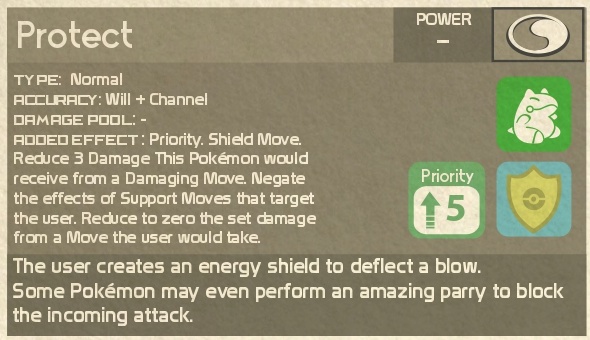 Protect
POWER
–
TYPE: Normal
ACCURACY: Will + Channel
DAMAGE POOL: -
ADDED EFFECT: Priority. Shield Move.
Reduce 3 Damage This Pokémon would
receive from a Damaging Move. Negate
the effects of Support Moves that target
the user. Reduce to zero the set damage
from a Move the user would take.
Priority
5
The user creates an energy shield to deflect a blow.
Some Pokémon may even perform an amazing parry to block
the incoming attack.